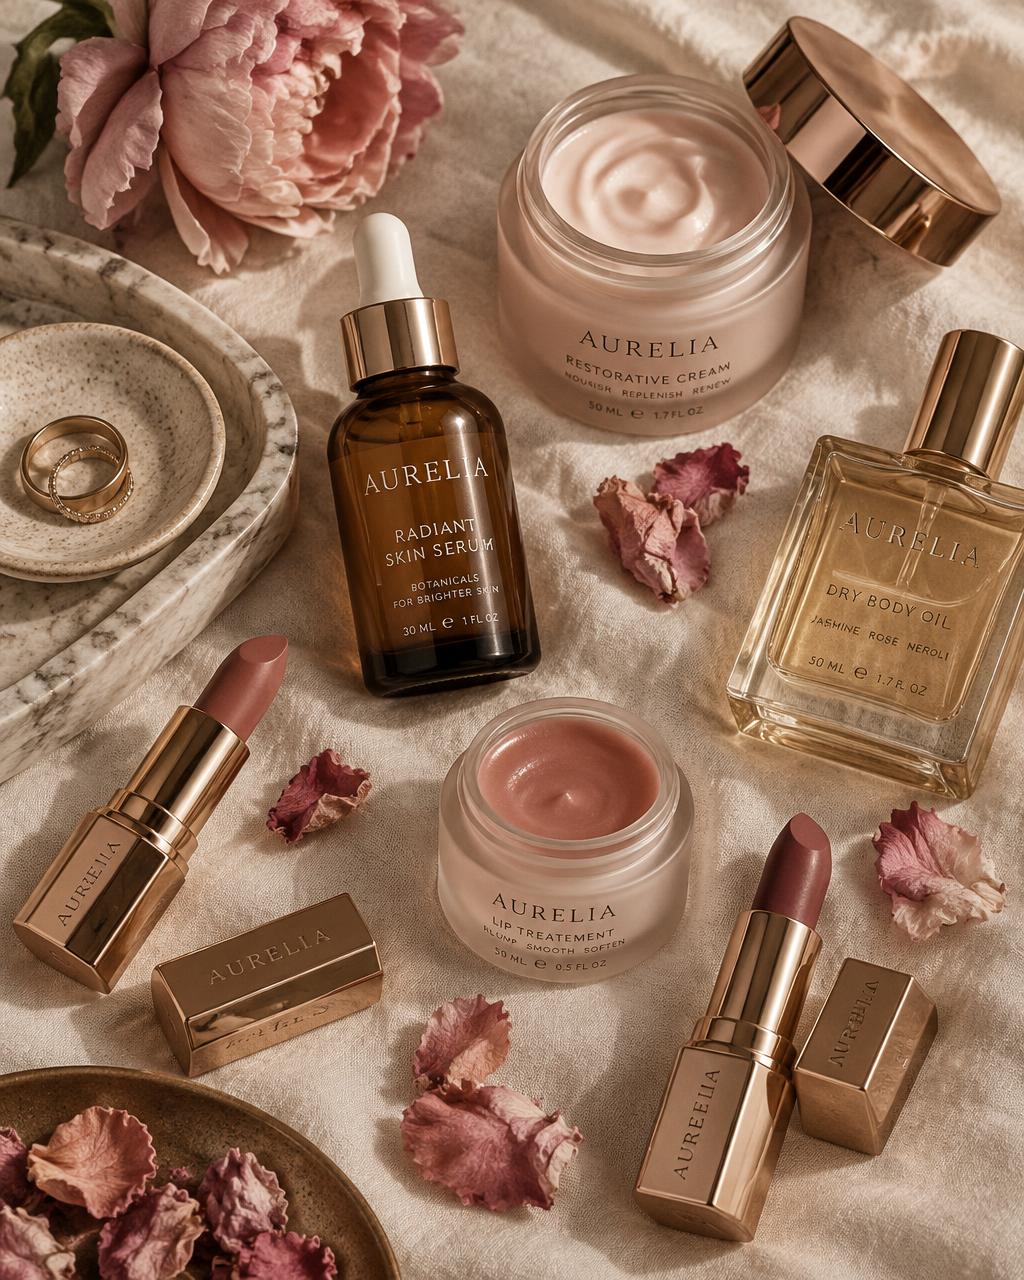 AURELIA
RESTORATIVE CREAM
NOURISH REPLENISH RENEW
50 ML ℮ 1.7 FL OZ
AURELIA
RADIANT
SKIN SERUM
BOTANICALS
FOR BRIGHTER SKIN
30 ML ℮ 1 FL OZ
AURELIA
DRY BODY OIL
JASMINE ROSE NEROLI
50 ML ℮ 1.7 FL OZ
AURELIA
LIP TREATEMENT
PLUMP SMOOTH SOFTEN
50 ML ℮ 0.5 FL OZ
AURELIA
AUREELIA